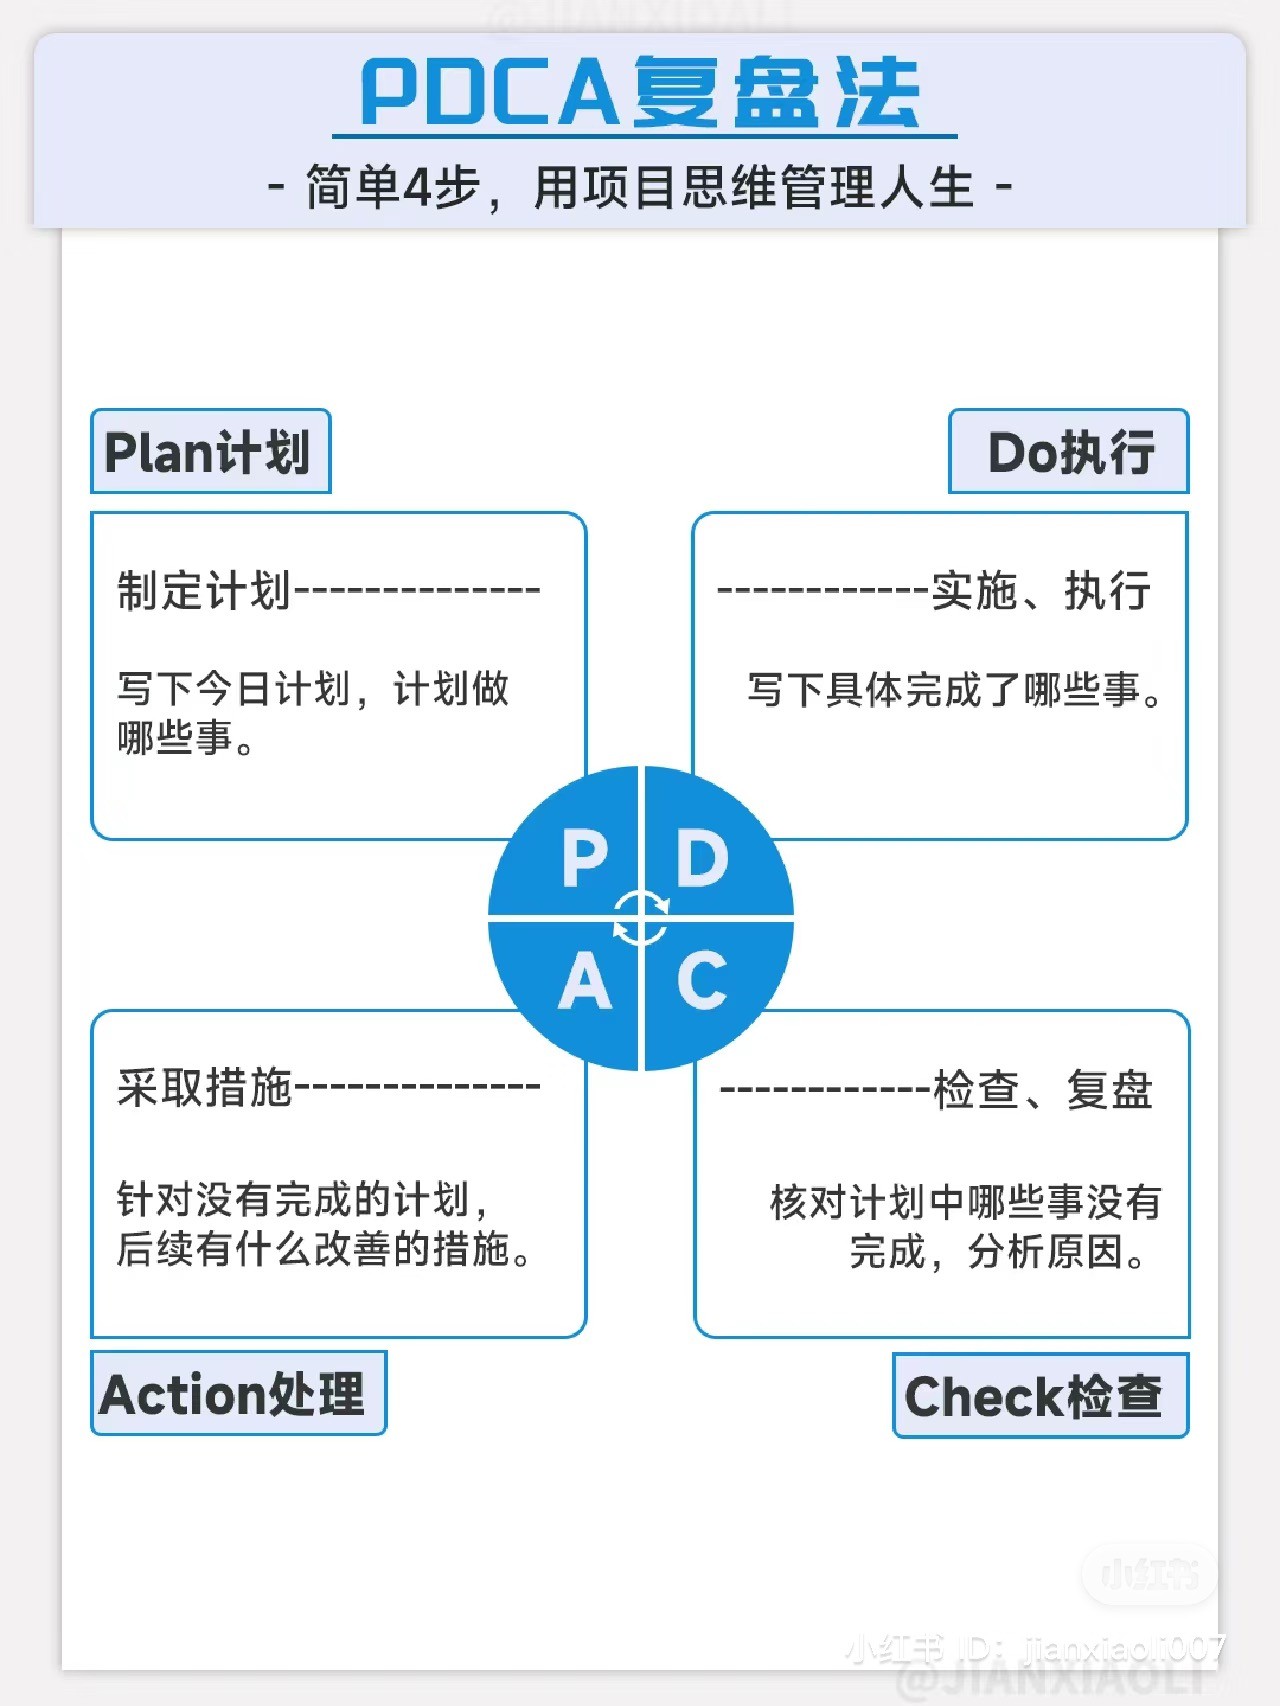 @JIANXIAOLI
PDCA复盘法
- 简单4步，用项目思维管理人生 -
Plan计划
Do执行
制定计划--------------
------------实施、执行
写下今日计划，计划做
哪些事。
写下具体完成了哪些事。
P
D
A
C
采取措施--------------
------------检查、复盘
针对没有完成的计划，
后续有什么改善的措施。
核对计划中哪些事没有
完成，分析原因。
Action处理
Check检查
小红书
小红书 ID：jianxiaoli007
@JIANXIAOLI